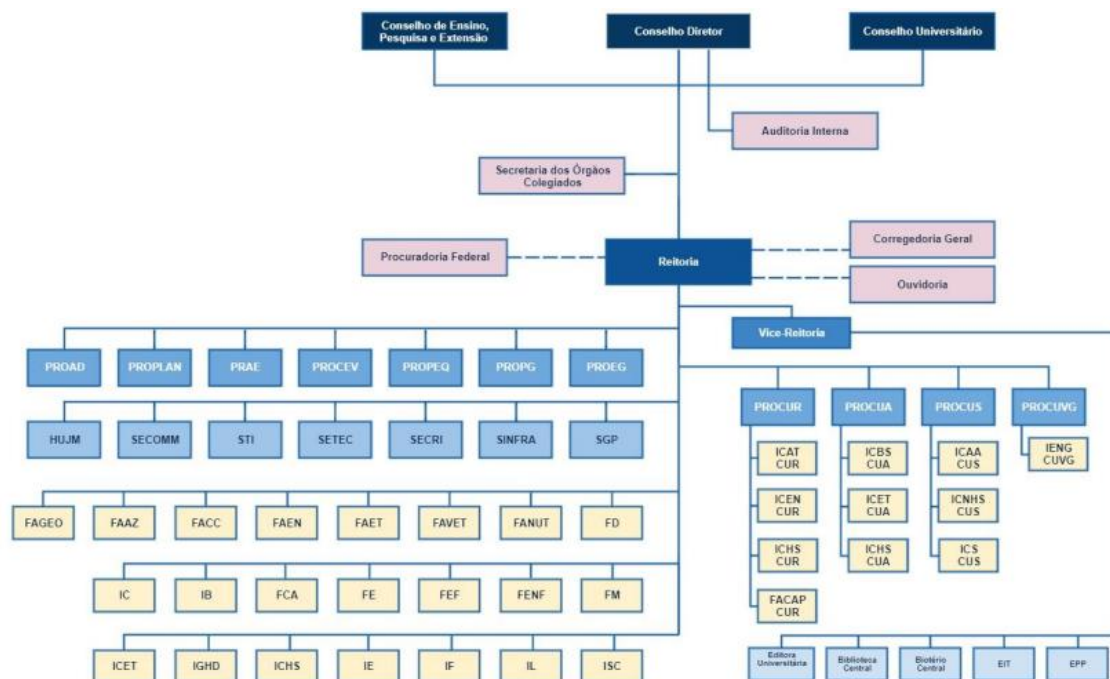 Conselho de Ensino,
Pesquisa e Extensão
Conselho Diretor
Conselho Universitário
Auditoria Interna
Secretaria dos Órgãos
Colegiados
Procuradoria Federal
Reitoria
Corregedoria Geral
Ouvidoria
Vice-Reitoria
PROAD
PROPLAN
PRAE
PROCEV
PROPEQ
PROPG
PROEG
HUJM
SECOMM
STI
SETEC
SECRI
SINFRA
SGP
FAGEO
FAAZ
FACC
FAEN
FAET
FAVET
FANUT
FD
IC
IB
FCA
FE
FEF
FENF
FM
ICET
IGHD
ICHS
IE
IF
IL
ISC
PROCUR
PROCUA
PROCUS
PROCUVG
ICAT
CUR
ICBS
CUA
ICAA
CUS
IENG
CUVG
ICEN
CUR
ICET
CUA
ICNHS
CUS
ICHS
CUR
ICHS
CUA
ICS
CUS
FACAP
CUR
Editora
Universitária
Biblioteca
Central
Biotério
Central
EIT
EPP